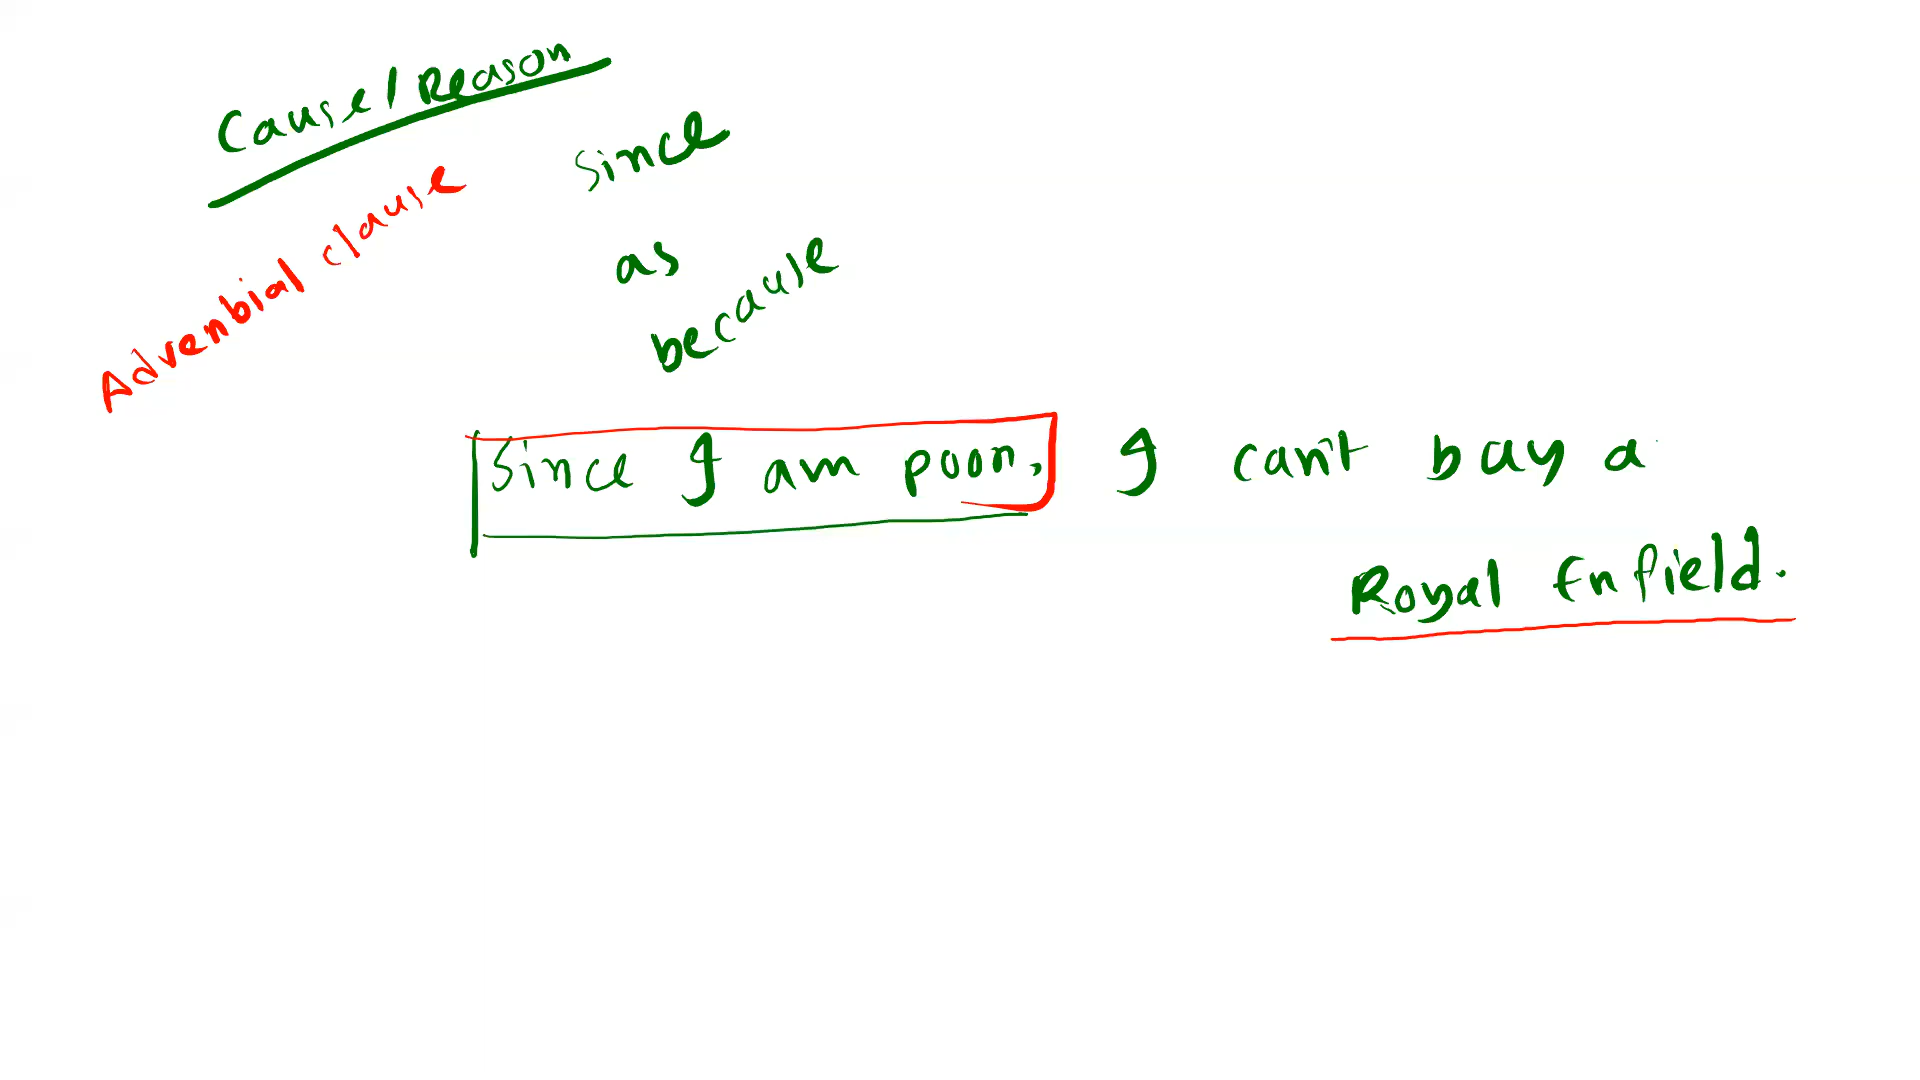 Cause/Reason
Adverbial clause
since
as
because
Since I am poor, I can't buy a
Royal Enfield.